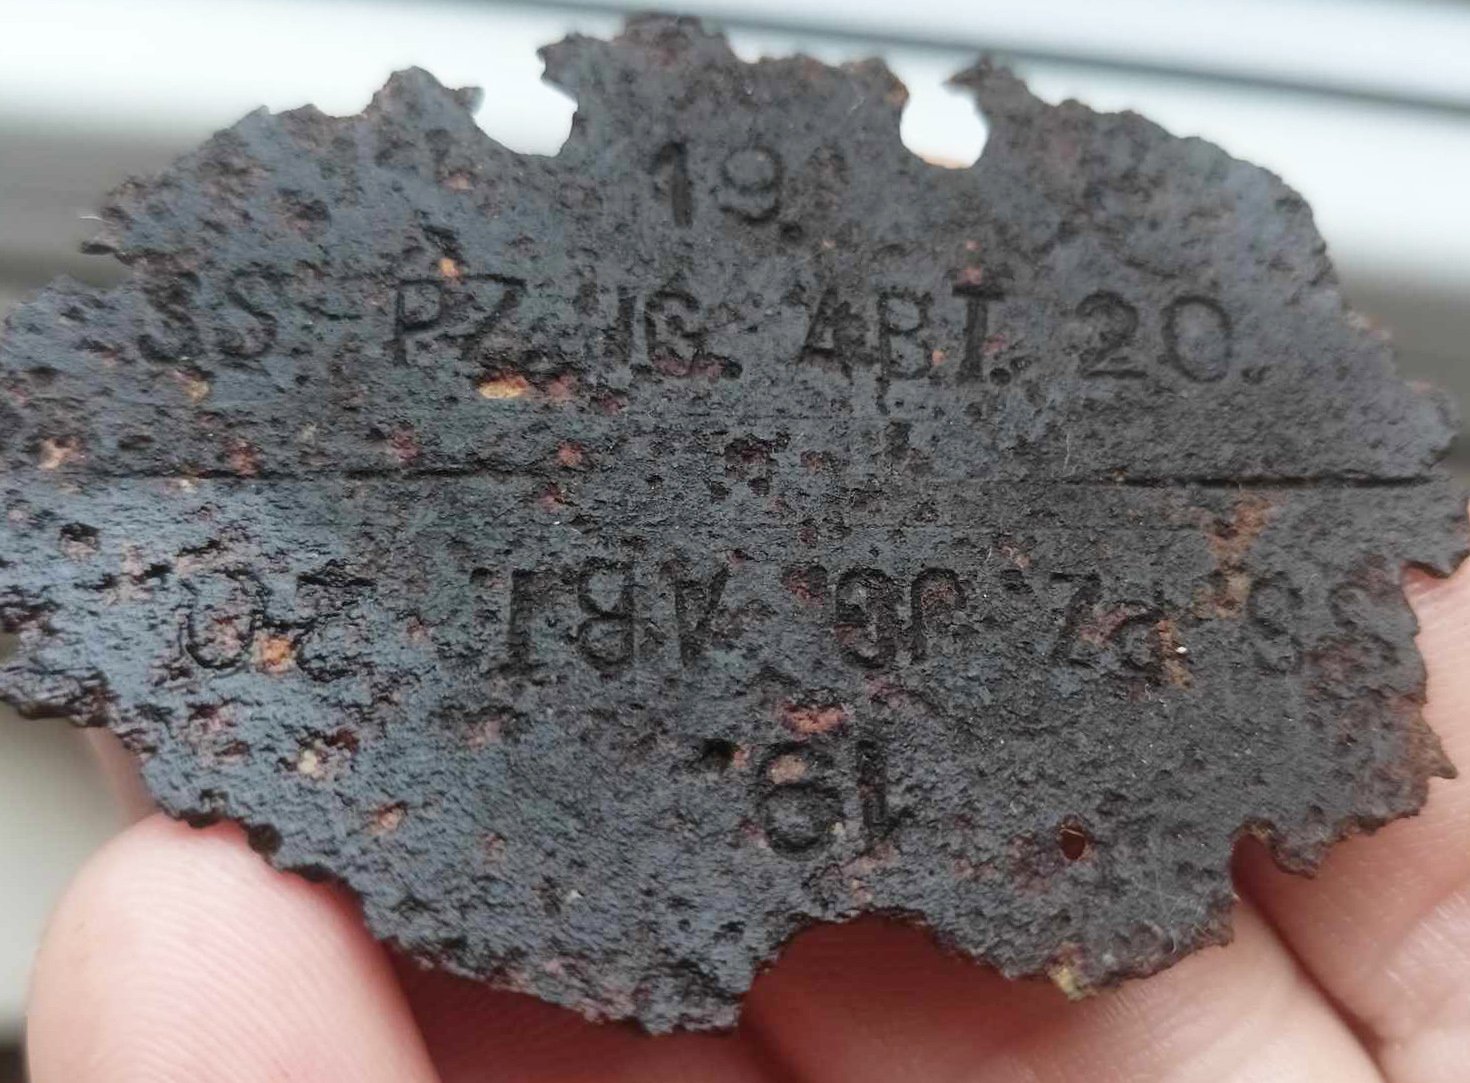 19
SS-PZ. JG. ABT. 20.
SS-PZ. JG. ABT. 20
19